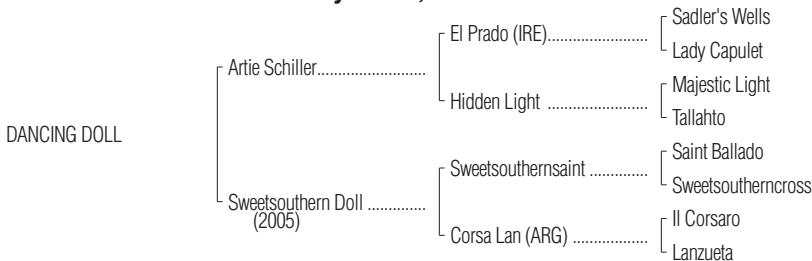 Sadler's Wells
El Prado (IRE)
Lady Capulet
Artie Schiller
Majestic Light
Hidden Light
Tallahto
DANCING DOLL
Saint Ballado
Sweetsouthernsaint
Sweetsoutherncross
Sweetsouthern Doll
(2005)
Il Corsaro
Corsa Lan (ARG)
Lanzueta